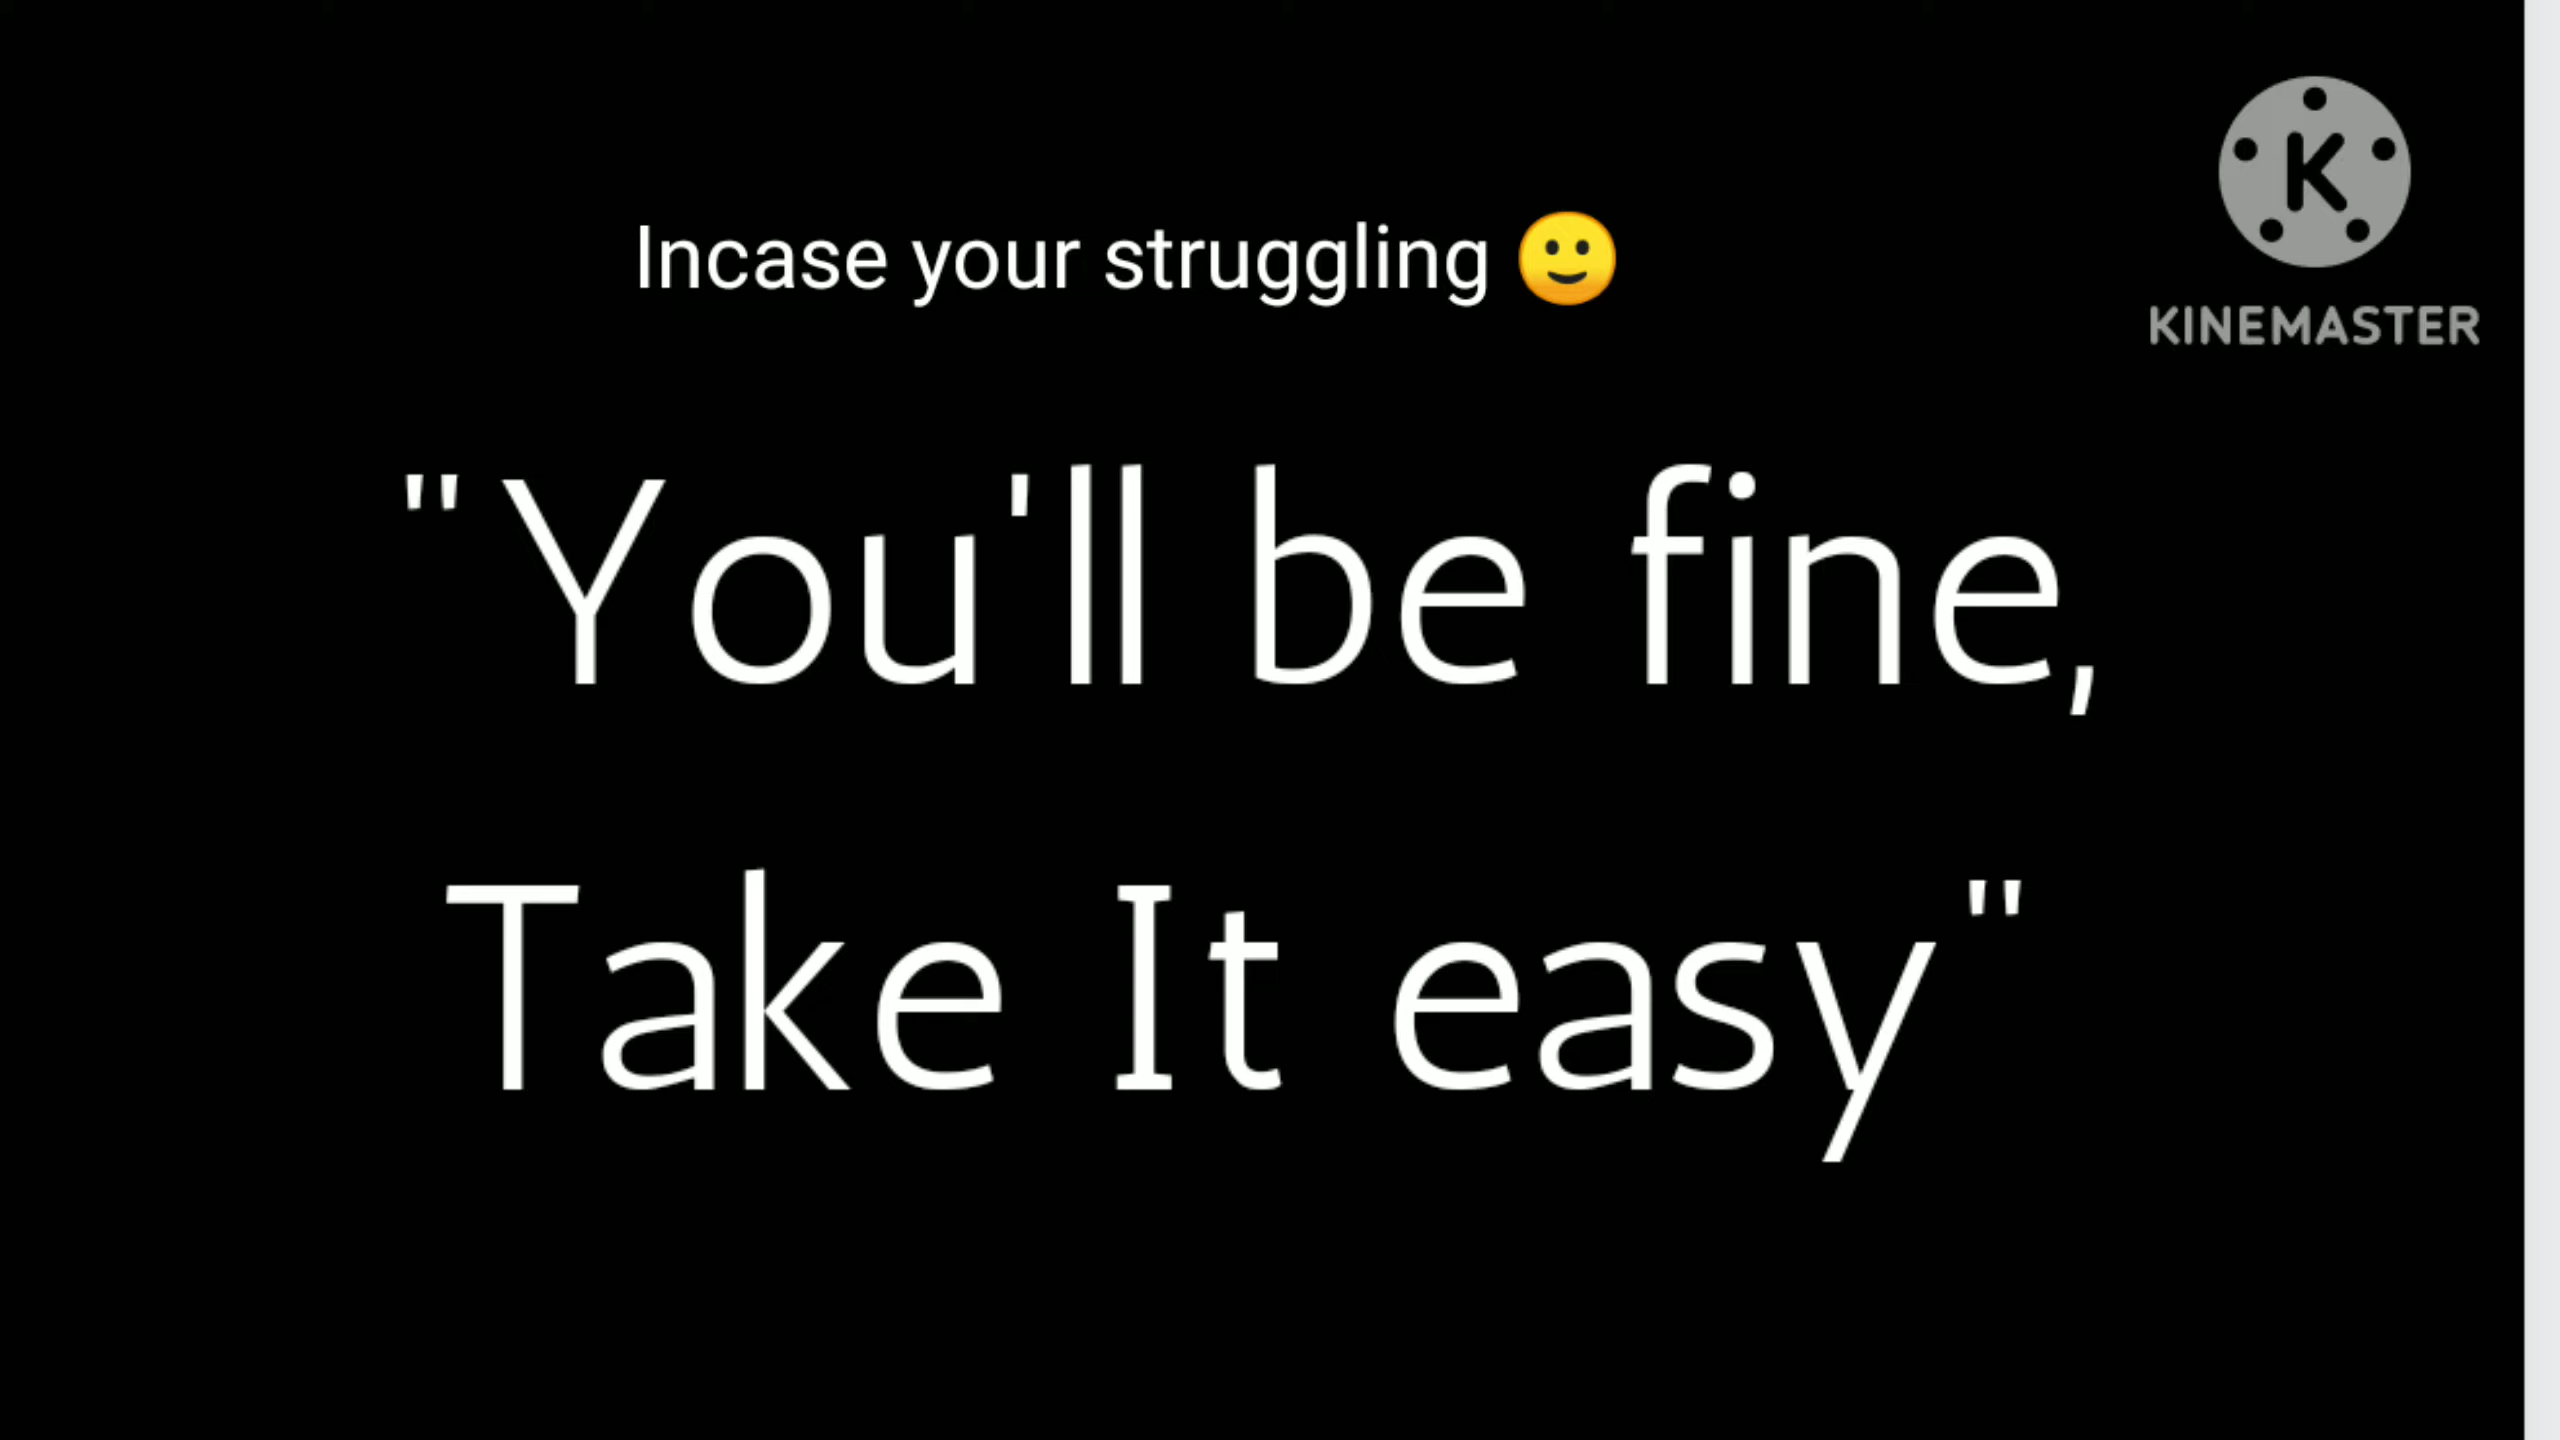 Incase your struggling 🙂
K
KINEMASTER
"You'll be fine,
Take It easy"